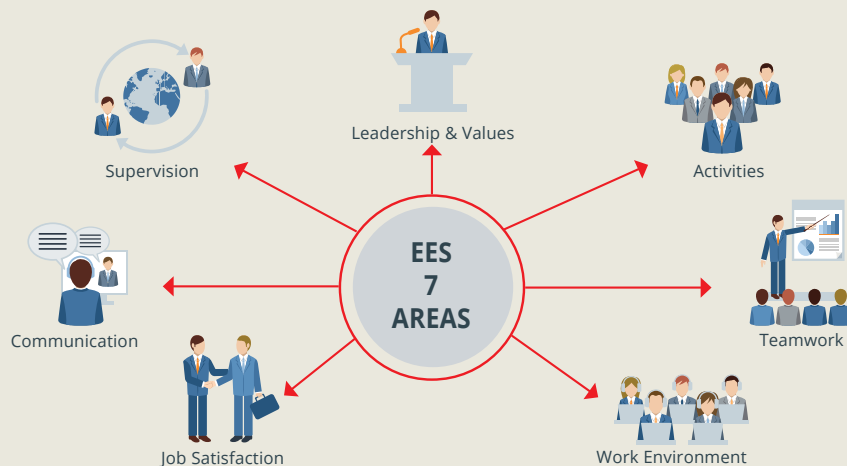 Leadership & Values
Supervision
Activities
EES
7
AREAS
Communication
Teamwork
Job Satisfaction
Work Environment